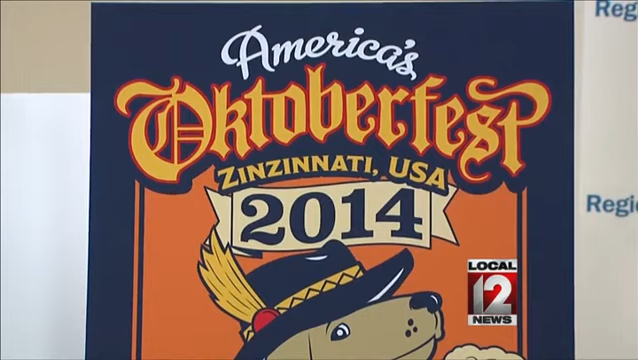 America's
Oktoberfest
ZINZINNATI, USA
2014
Regi
Regi
LOCAL
12
NEWS